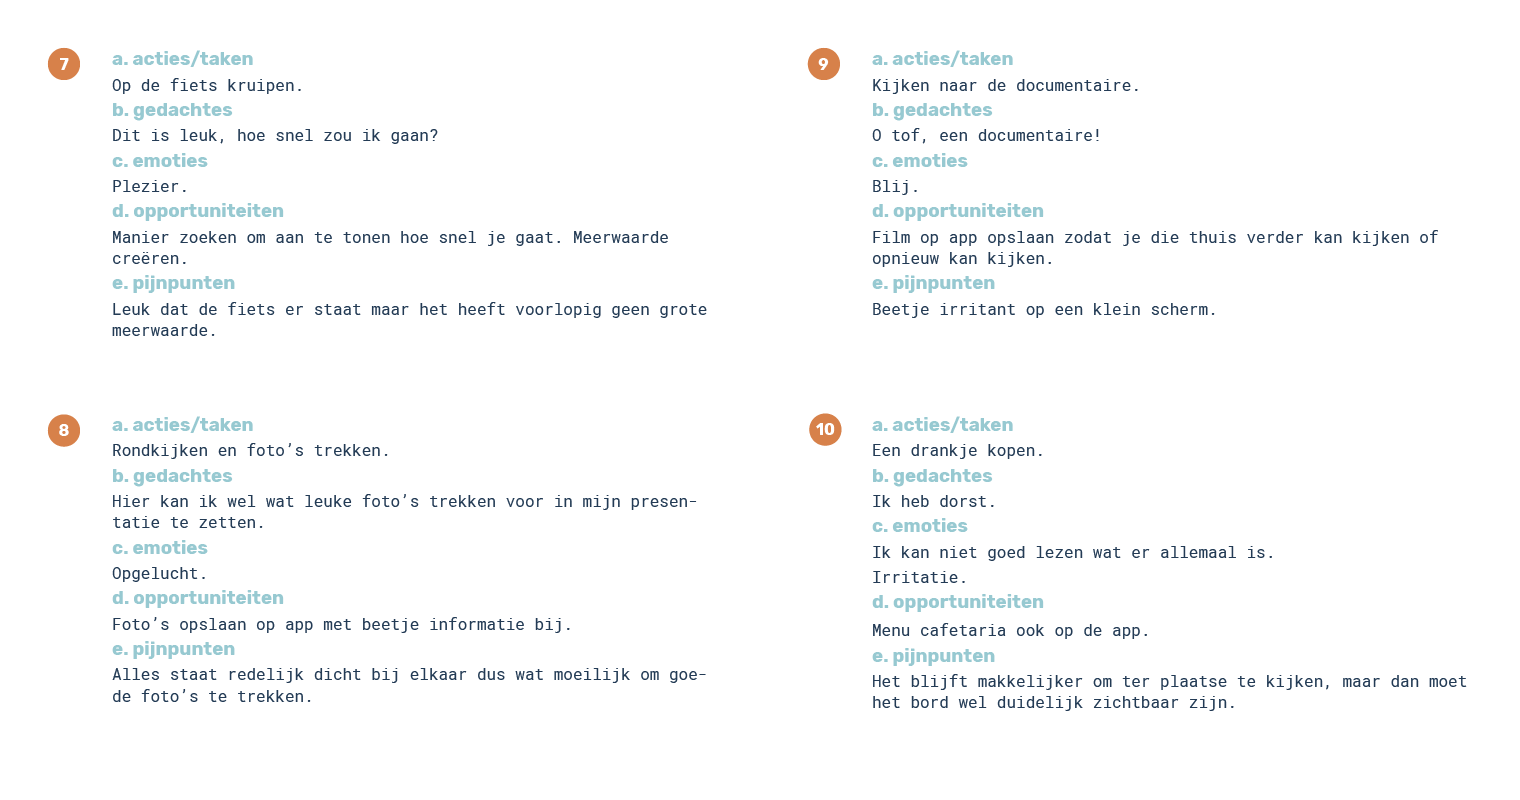 7
a. acties/taken
Op de fiets kruipen.
b. gedachtes
Dit is leuk, hoe snel zou ik gaan?
c. emoties
Plezier.
d. opportuniteiten
Manier zoeken om aan te tonen hoe snel je gaat. Meerwaarde
creëren.
e. pijnpunten
Leuk dat de fiets er staat maar het heeft voorlopig geen grote
meerwaarde.
8
a. acties/taken
Rondkijken en foto’s trekken.
b. gedachtes
Hier kan ik wel wat leuke foto’s trekken voor in mijn presen-
tatie te zetten.
c. emoties
Opgelucht.
d. opportuniteiten
Foto’s opslaan op app met beetje informatie bij.
e. pijnpunten
Alles staat redelijk dicht bij elkaar dus wat moeilijk om goe-
de foto’s te trekken.
9
a. acties/taken
Kijken naar de documentaire.
b. gedachtes
O tof, een documentaire!
c. emoties
Blij.
d. opportuniteiten
Film op app opslaan zodat je die thuis verder kan kijken of
opnieuw kan kijken.
e. pijnpunten
Beetje irritant op een klein scherm.
10
a. acties/taken
Een drankje kopen.
b. gedachtes
Ik heb dorst.
c. emoties
Ik kan niet goed lezen wat er allemaal is.
Irritatie.
d. opportuniteiten
Menu cafetaria ook op de app.
e. pijnpunten
Het blijft makkelijker om ter plaatse te kijken, maar dan moet
het bord wel duidelijk zichtbaar zijn.